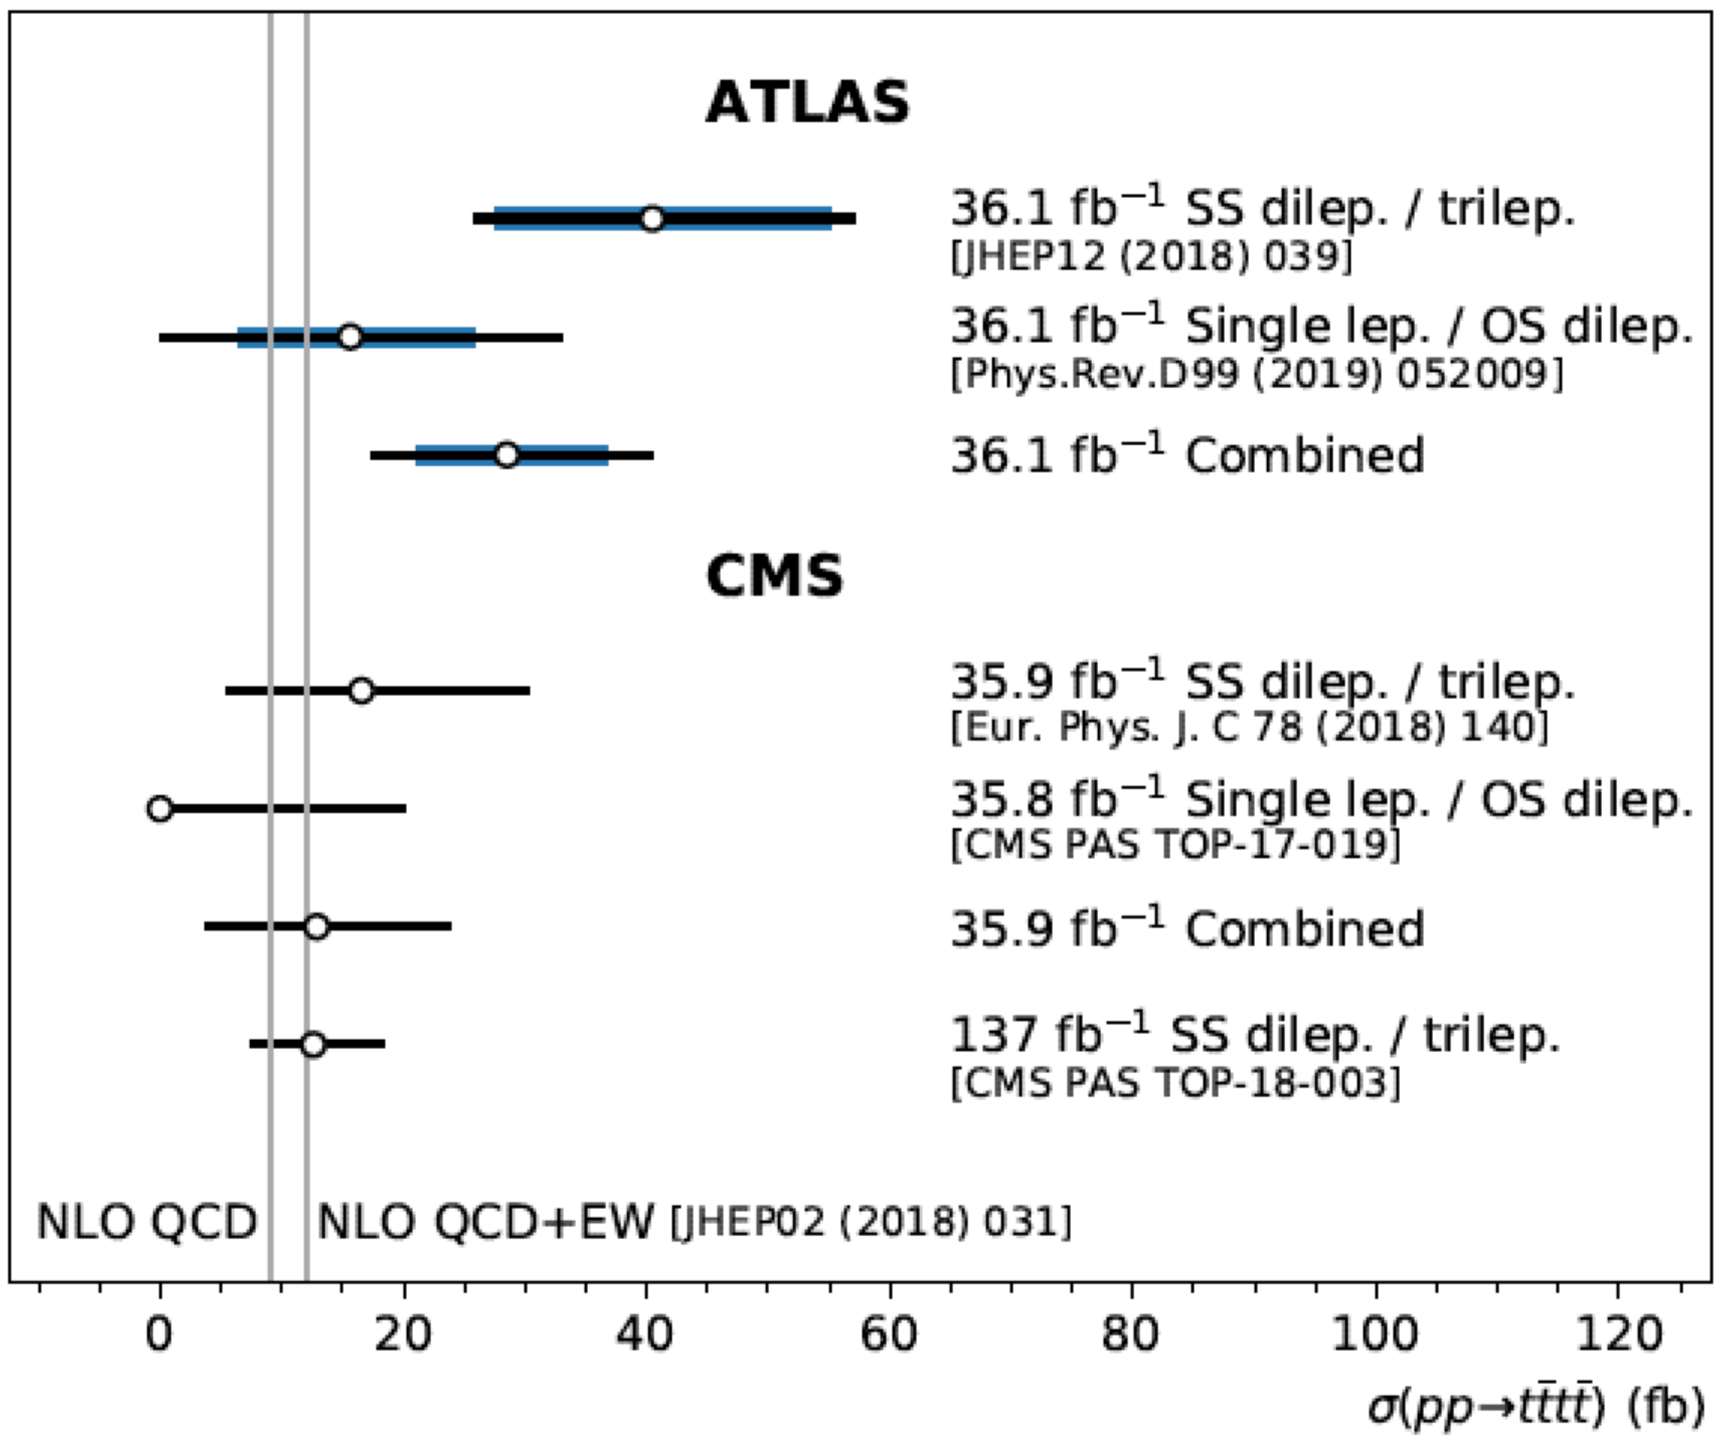 ATLAS
36.1 fb⁻¹ SS dilep. / trilep.
[JHEP12 (2018) 039]
36.1 fb⁻¹ Single lep. / OS dilep.
[Phys.Rev.D99 (2019) 052009]
36.1 fb⁻¹ Combined
CMS
35.9 fb⁻¹ SS dilep. / trilep.
[Eur. Phys. J. C 78 (2018) 140]
35.8 fb⁻¹ Single lep. / OS dilep.
[CMS PAS TOP-17-019]
35.9 fb⁻¹ Combined
137 fb⁻¹ SS dilep. / trilep.
[CMS PAS TOP-18-003]
NLO QCD NLO QCD+EW [JHEP02 (2018) 031]
0 20 40 60 80 100 120
σ(pp→tt̄tt̄) (fb)